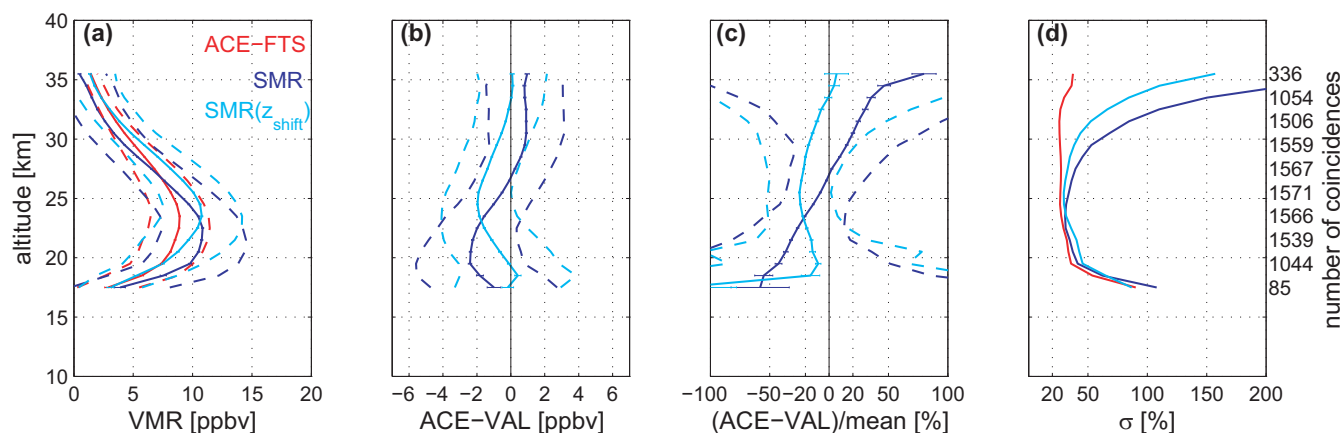 (a)
ACE−FTS
SMR
SMR(z_shift)
40
35
30
25
20
15
10
altitude [km]
0 5 10 15 20
VMR [ppbv]
(b)
−6 −4 −2 0 2 4 6
ACE−VAL [ppbv]
(c)
−100 −50 −20 0 20 50 100
(ACE−VAL)/mean [%]
(d)
20 50 100 150 200
σ [%]
336
1054
1506
1559
1567
1571
1566
1539
1044
85
number of coincidences